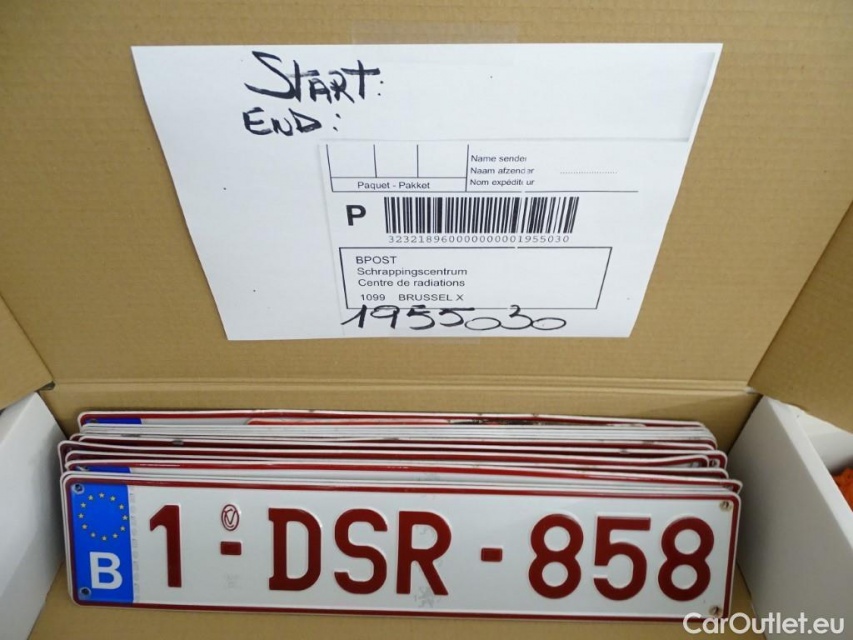 START:
END:
Name sender
Naam afzender
Nom expéditeur
Paquet - Pakket
P
3232189600000000001955030
BPOST
Schrappingscentrum
Centre de radiations
1099 BRUSSEL X
1955030
B 1-DSR-858
CarOutlet.eu